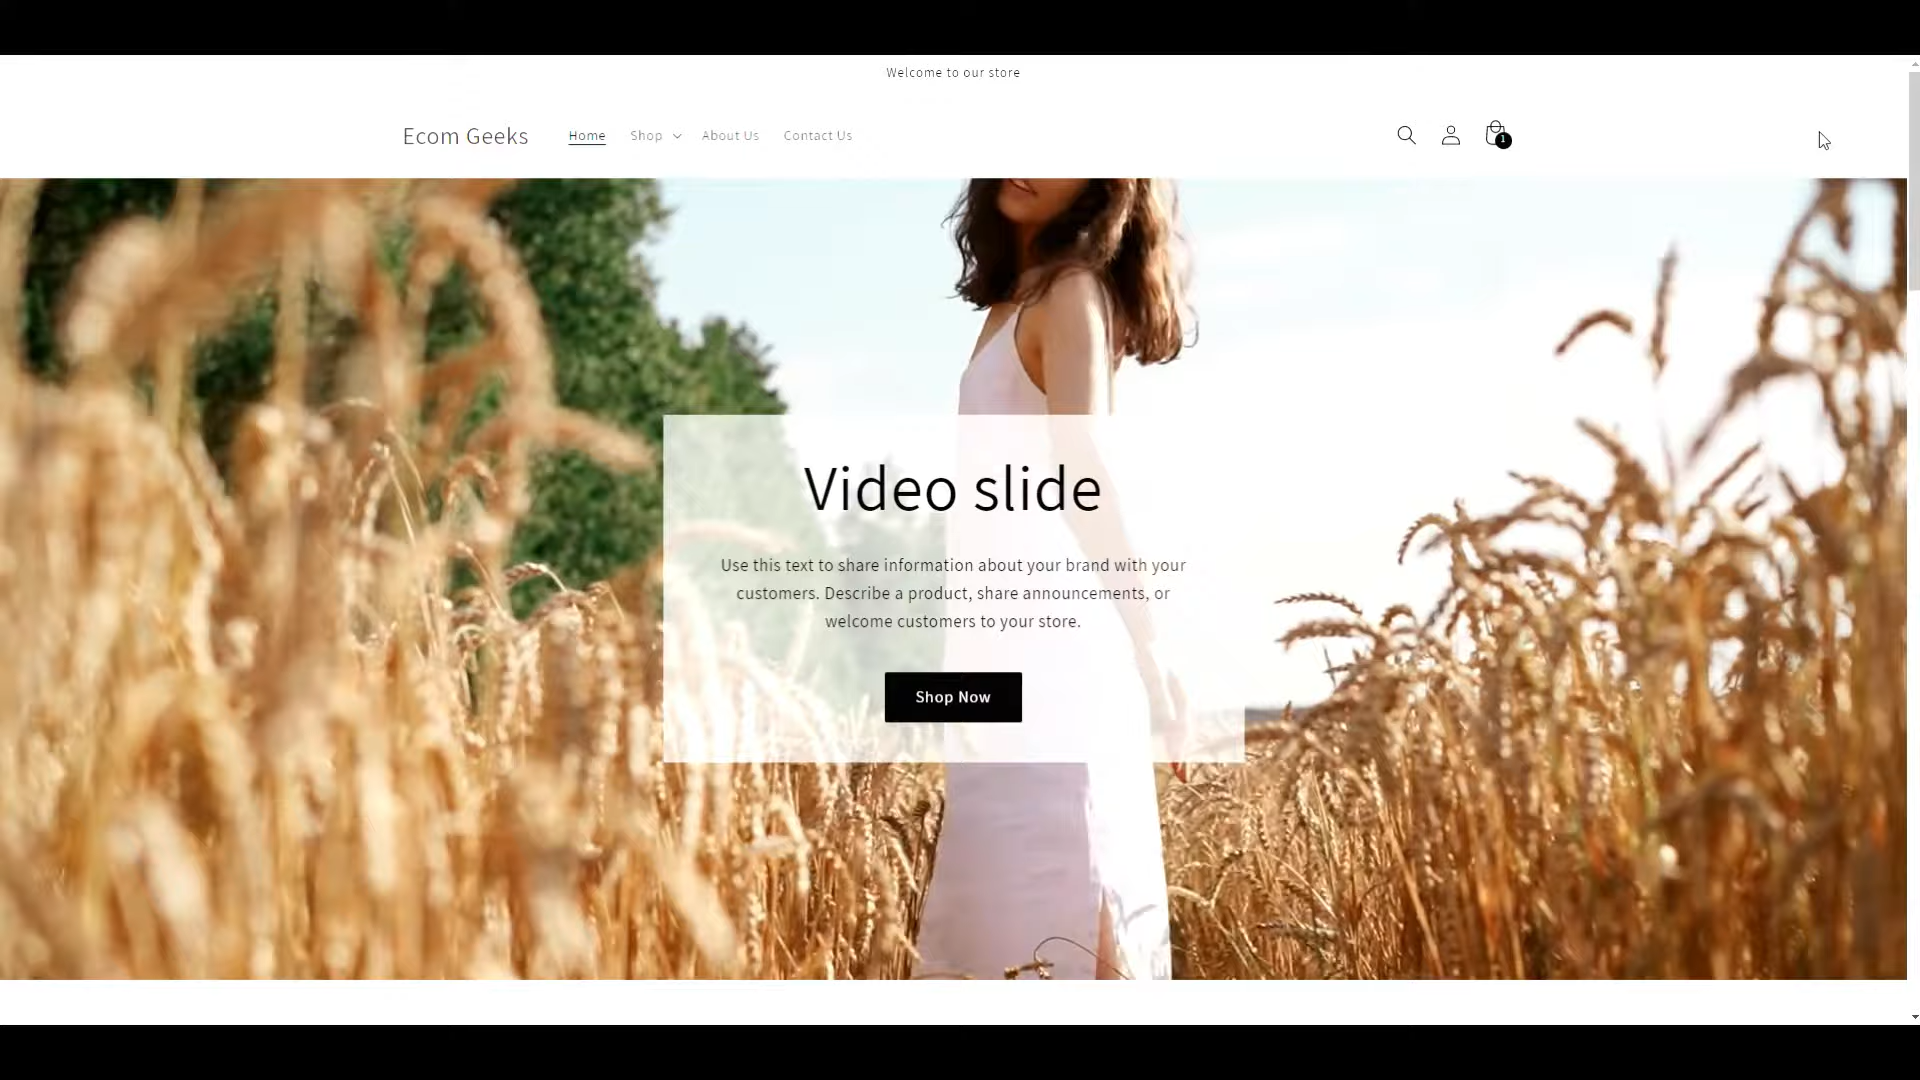 Welcome to our store
Ecom Geeks Home Shop About Us Contact Us 1
Video slide
Use this text to share information about your brand with your
customers. Describe a product, share announcements, or
welcome customers to your store.
Shop Now